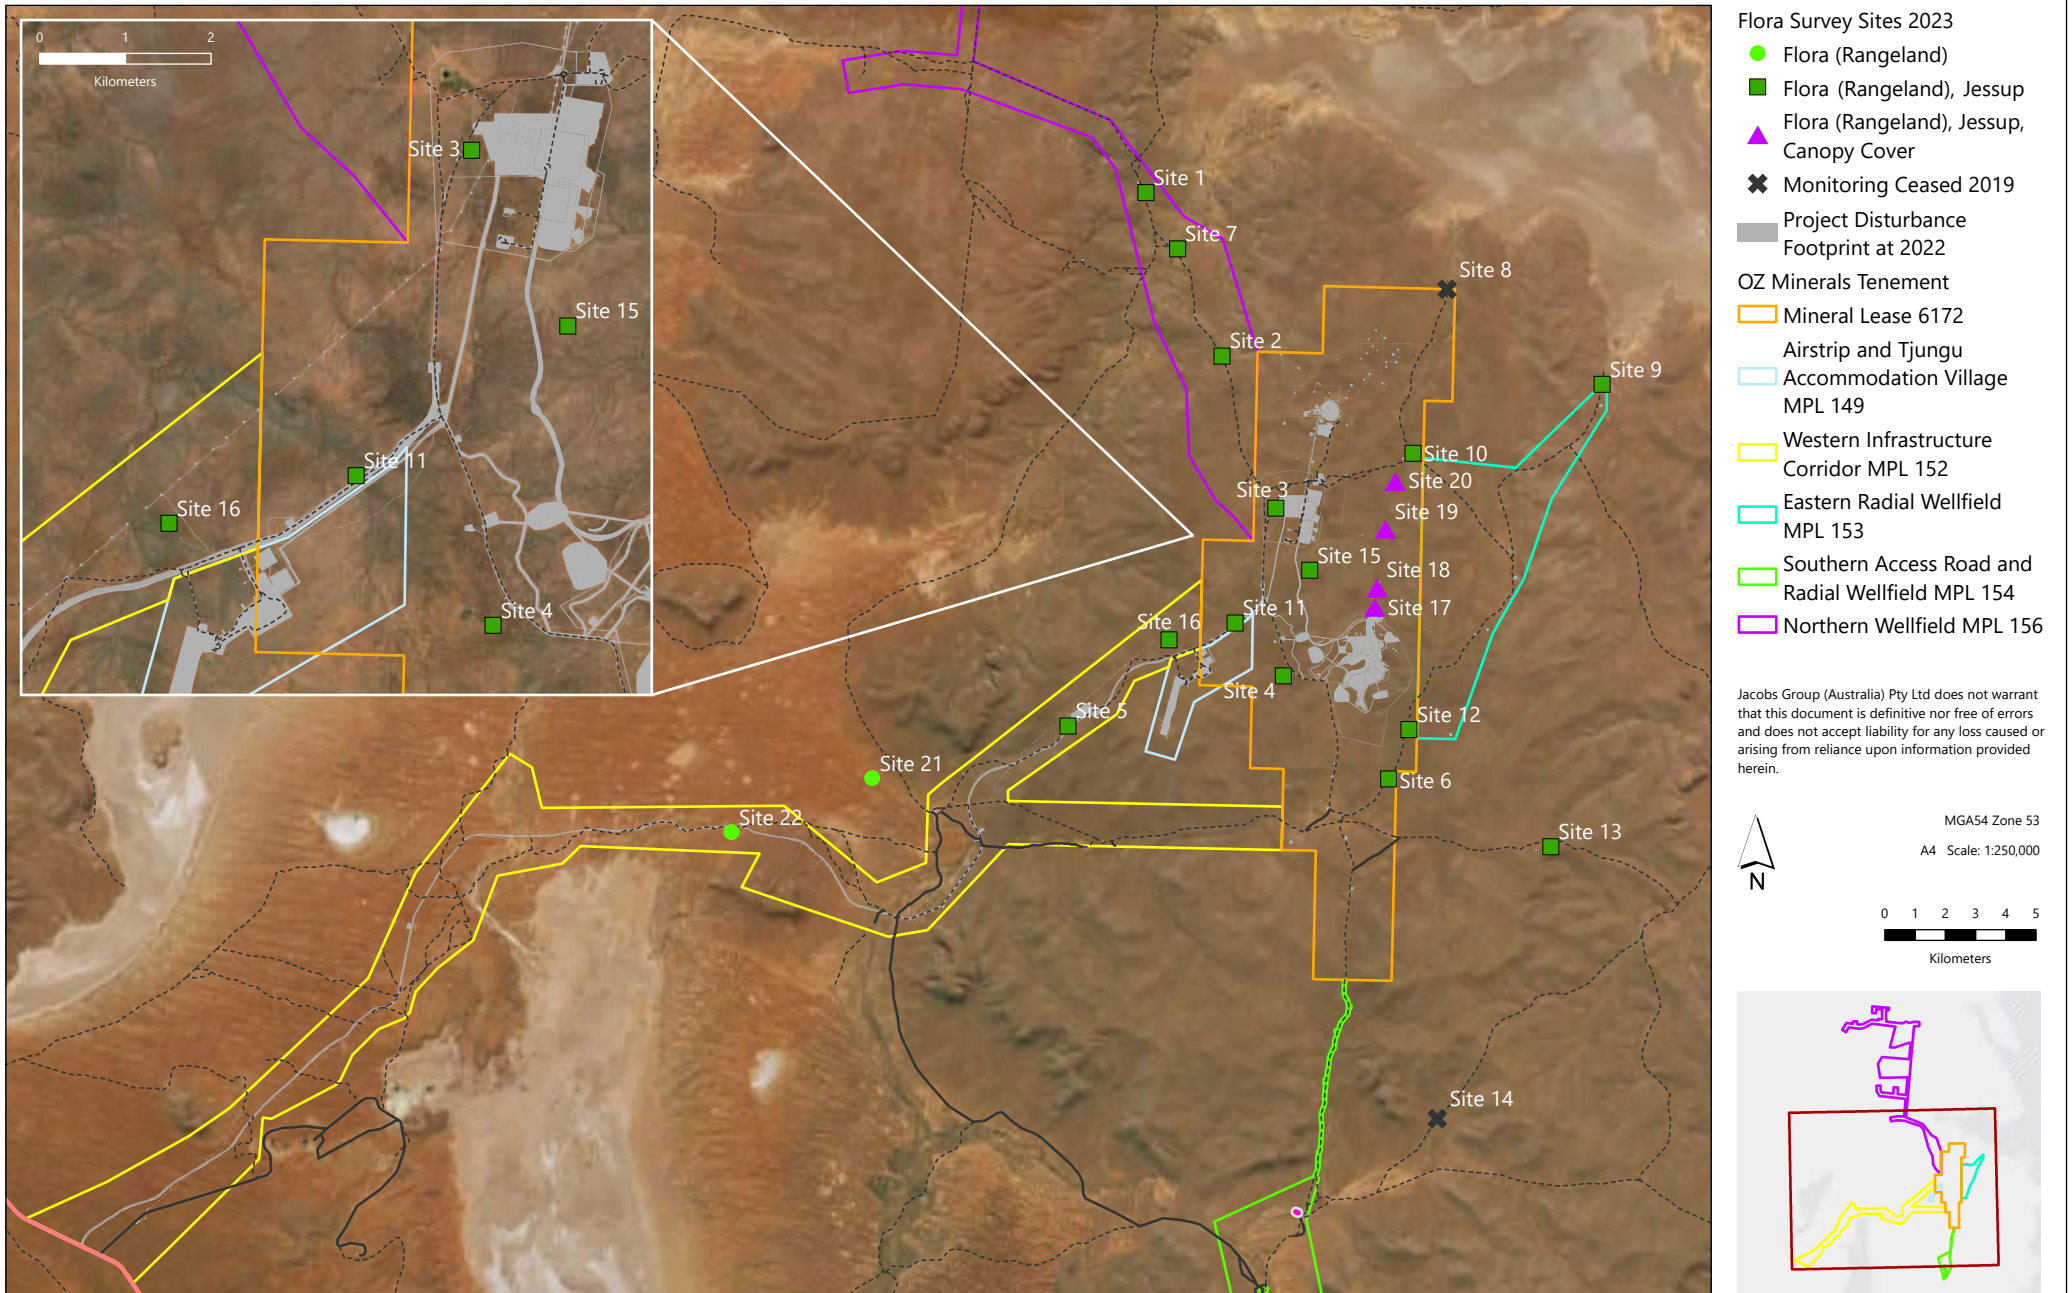 0 1 2
Kilometers
Site 3
Site 15
Site 11
Site 16
Site 4
Site 1
Site 7
Site 8
Site 2
Site 9
Site 10
Site 20
Site 3
Site 19
Site 15
Site 18
Site 17
Site 11
Site 16
Site 4
Site 5
Site 12
Site 21
Site 6
Site 22
Site 13
Site 14
Flora Survey Sites 2023
Flora (Rangeland)
Flora (Rangeland), Jessup
Flora (Rangeland), Jessup,
Canopy Cover
Monitoring Ceased 2019
Project Disturbance
Footprint at 2022
OZ Minerals Tenement
Mineral Lease 6172
Airstrip and Tjungu
Accommodation Village
MPL 149
Western Infrastructure
Corridor MPL 152
Eastern Radial Wellfield
MPL 153
Southern Access Road and
Radial Wellfield MPL 154
Northern Wellfield MPL 156
Jacobs Group (Australia) Pty Ltd does not warrant
that this document is definitive nor free of errors
and does not accept liability for any loss caused or
arising from reliance upon information provided
herein.
MGA54 Zone 53
A4 Scale: 1:250,000
N
0 1 2 3 4 5
Kilometers